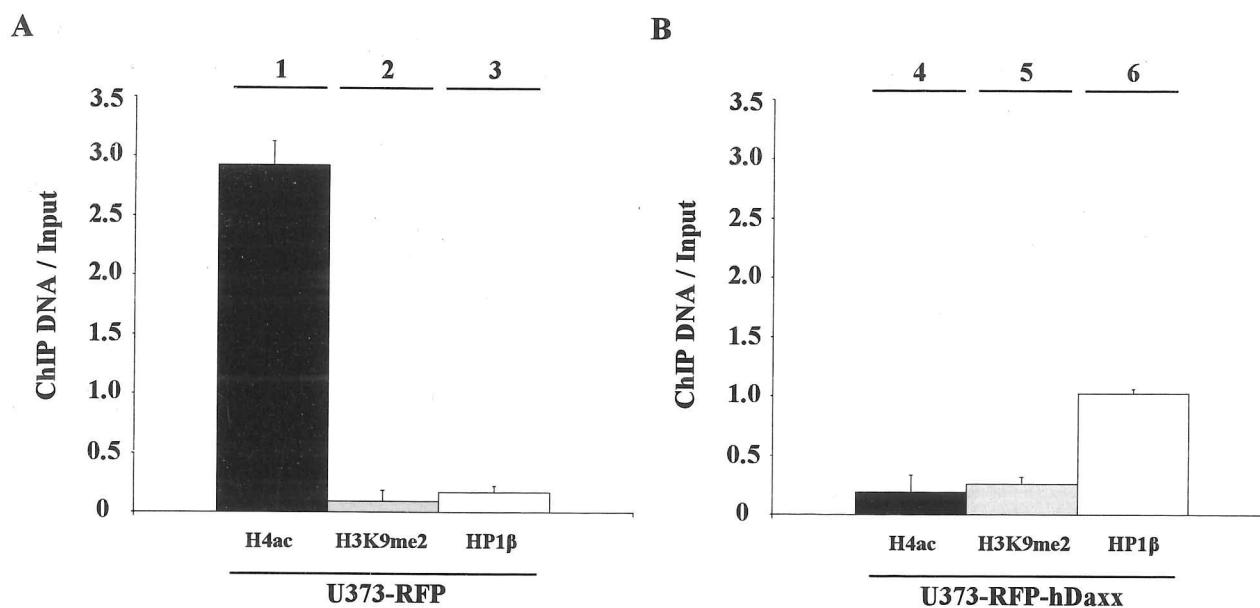 A
1 2 3
ChIP DNA / Input
3.5
3.0
2.5
2.0
1.5
1.0
0.5
0
H4ac H3K9me2 HP1β
U373-RFP
B
4 5 6
ChIP DNA / Input
3.5
3.0
2.5
2.0
1.5
1.0
0.5
0
H4ac H3K9me2 HP1β
U373-RFP-hDaxx